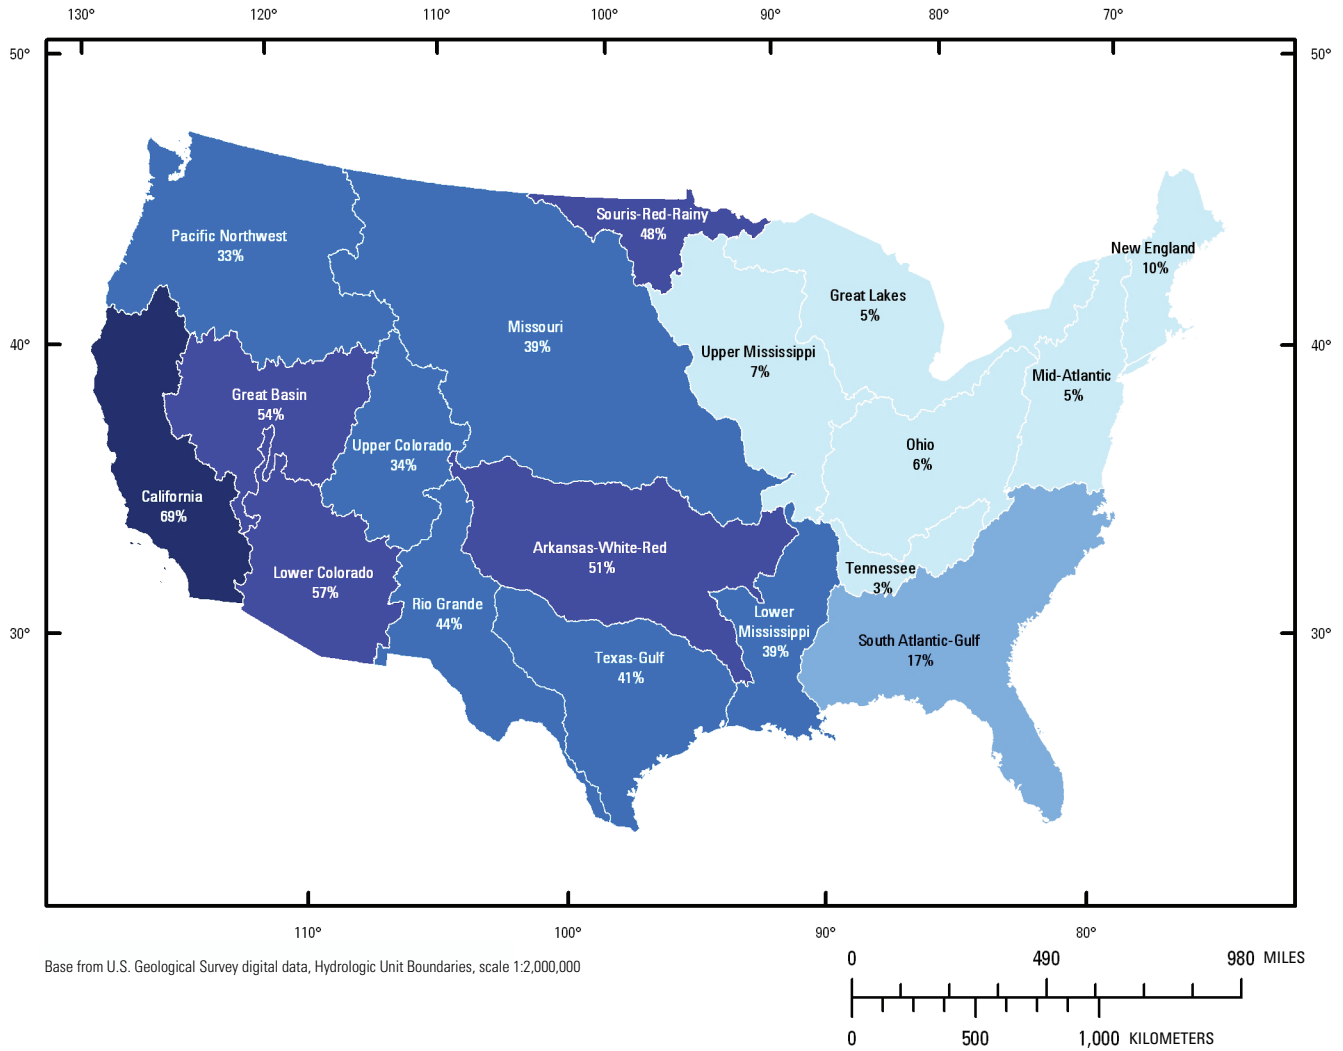 130° 120° 110° 100° 90° 80° 70°
50° 50°
Souris-Red-Rainy
48%
Pacific Northwest
33%
New England
10%
Great Lakes
5%
Missouri
39%
40° 40°
Upper Mississippi
7%
Mid-Atlantic
5%
Great Basin
54%
Upper Colorado
34%
Ohio
6%
California
69%
Arkansas-White-Red
51%
Lower Colorado
57%
Tennessee
3%
Rio Grande
44%
Lower
Mississippi
39%
30° 30°
South Atlantic-Gulf
17%
Texas-Gulf
41%
110° 100° 90° 80°
Base from U.S. Geological Survey digital data, Hydrologic Unit Boundaries, scale 1:2,000,000
0 490 980 MILES
0 500 1,000 KILOMETERS